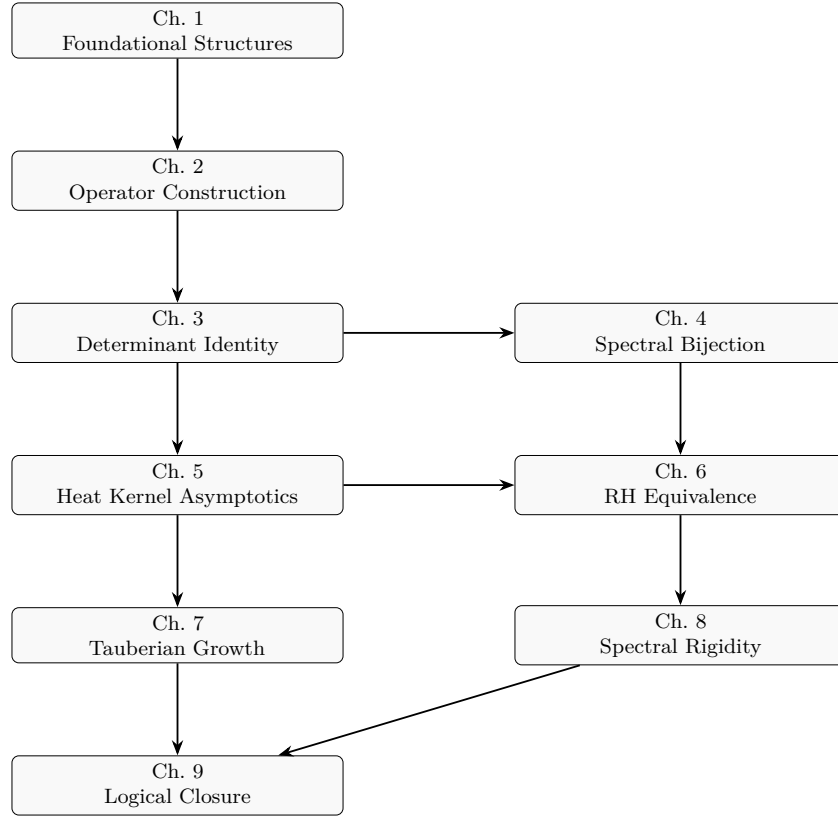 Ch. 1
Foundational Structures
Ch. 2
Operator Construction
Ch. 3
Determinant Identity
Ch. 4
Spectral Bijection
Ch. 5
Heat Kernel Asymptotics
Ch. 6
RH Equivalence
Ch. 7
Tauberian Growth
Ch. 8
Spectral Rigidity
Ch. 9
Logical Closure